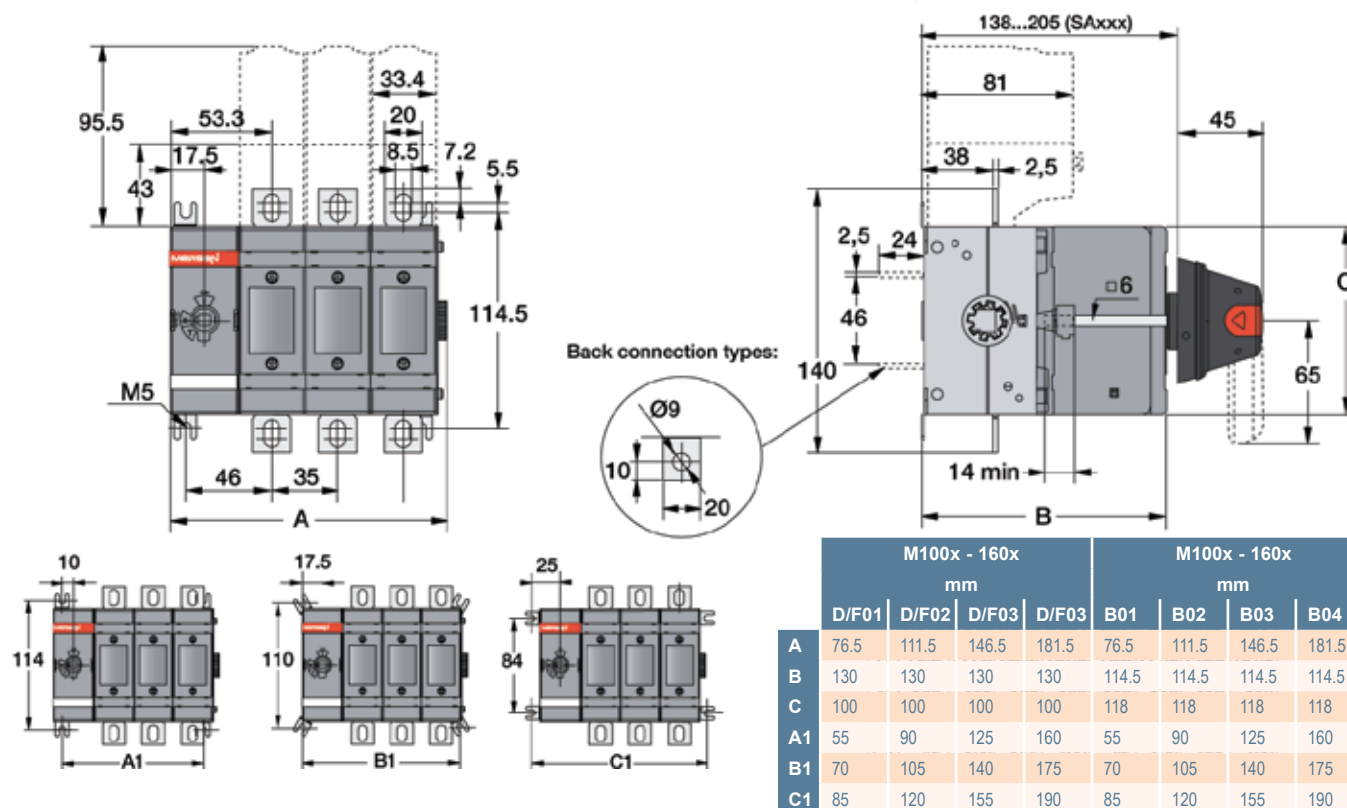 138...205 (SAxxx)
81
45
38
2,5
33.4
95.5
53.3
20
17.5
8.5
7.2
5.5
43
MERSEN
114.5
M5
46
35
A
Back connection types:
Ø9
10
20
2,5
24
46
140
6
C
65
14 min
B
10
114
MERSEN
A1
17.5
110
MERSEN
B1
25
84
MERSEN
C1
M100x - 160x M100x - 160x
mm mm
D/F01 D/F02 D/F03 D/F03 B01 B02 B03 B04
A 76.5 111.5 146.5 181.5 76.5 111.5 146.5 181.5
B 130 130 130 130 114.5 114.5 114.5 114.5
C 100 100 100 100 118 118 118 118
A1 55 90 125 160 55 90 125 160
B1 70 105 140 175 70 105 140 175
C1 85 120 155 190 85 120 155 190